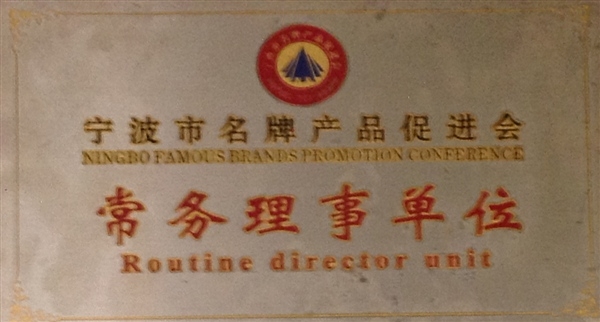 宁波市名牌产品促进会
NINGBO FAMOUS BRANDS PROMOTION CONFERENCE
常务理事单位
Routine director unit